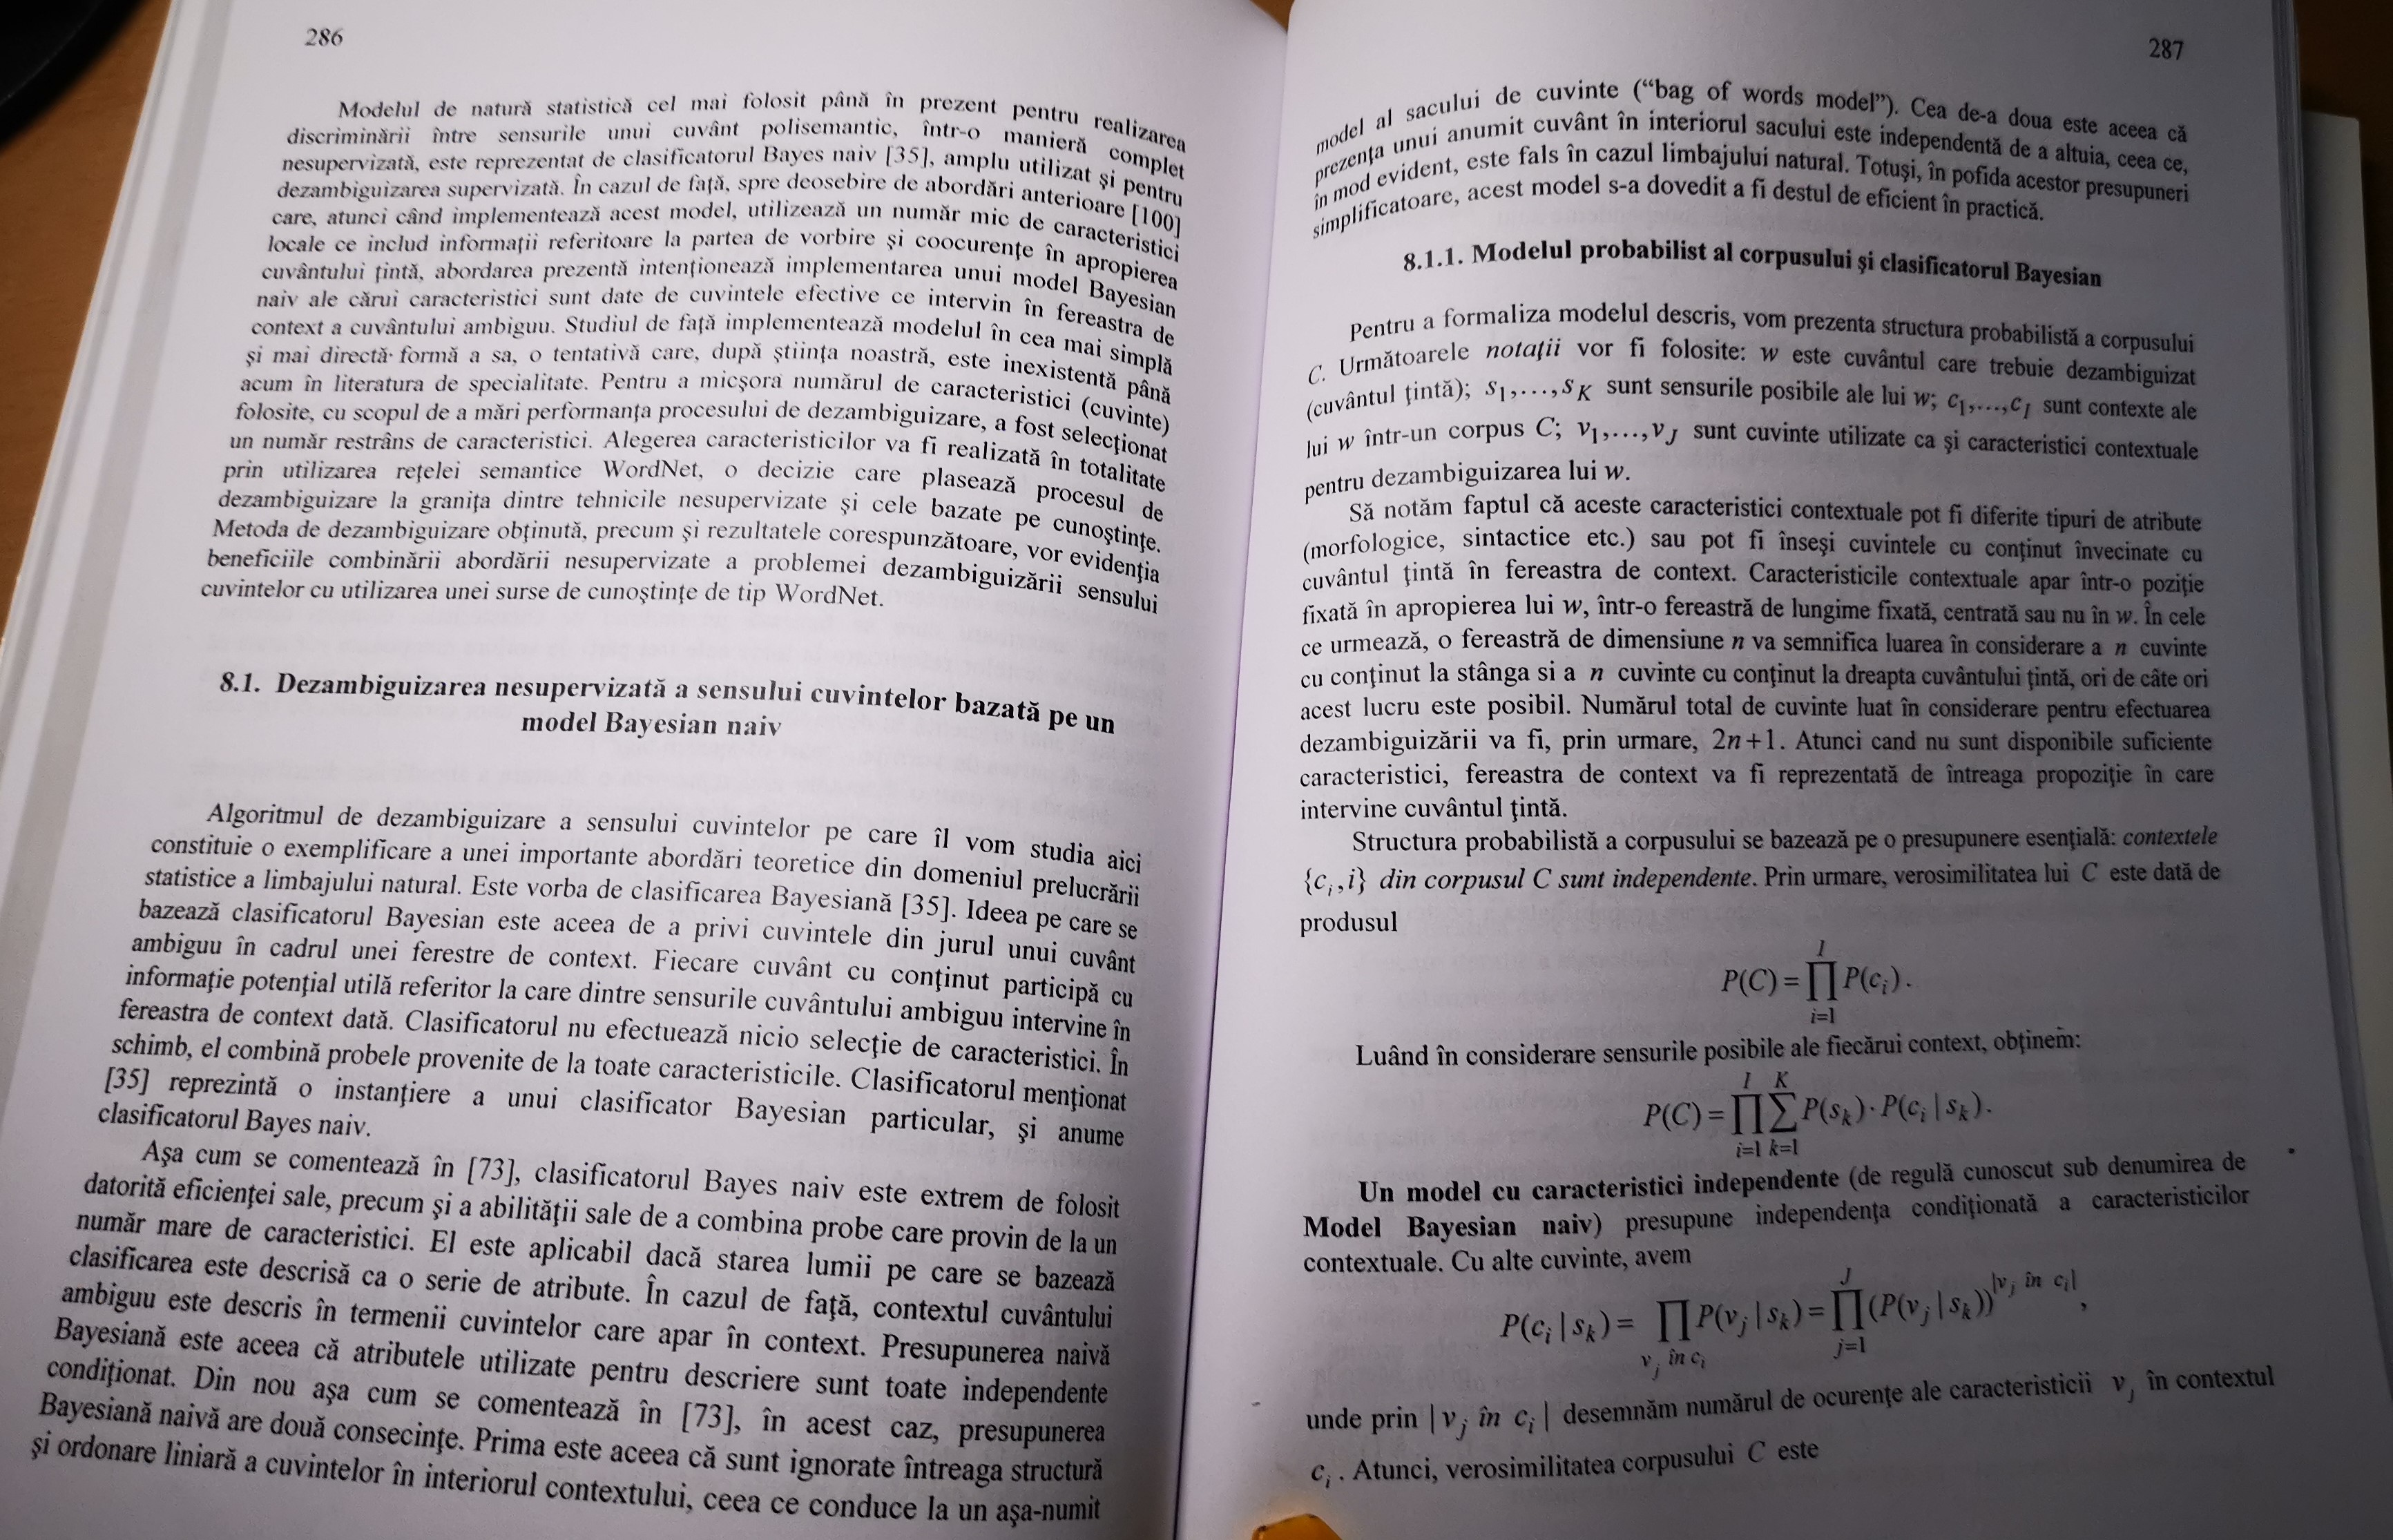 286
Modelul de natură statistică cel mai folosit până în prezent pentru realizarea
discriminării între sensurile unui cuvânt polisemantic, într-o manieră complet
nesupervizată, este reprezentat de clasificatorul Bayes naiv [35], amplu utilizat şi pentru
dezambiguizarea supervizată. În cazul de faţă, spre deosebire de abordări anterioare [100]
care, atunci când implementează acest model, utilizează un număr mic de caracteristici
locale ce includ informaţii referitoare la partea de vorbire şi coocurenţe în apropierea
cuvântului ţintă, abordarea prezentă intenţionează implementarea unui model Bayesian
naiv ale cărui caracteristici sunt date de cuvintele efective ce intervin în fereastra de
context a cuvântului ambiguu. Studiul de faţă implementează modelul în cea mai simplă
şi mai directă formă a sa, o tentativă care, după ştiinţa noastră, este inexistentă până
acum în literatura de specialitate. Pentru a micşora numărul de caracteristici (cuvinte)
folosite, cu scopul de a mări performanţa procesului de dezambiguizare, a fost selecţionat
un număr restrâns de caracteristici. Alegerea caracteristicilor va fi realizată în totalitate
prin utilizarea reţelei semantice WordNet, o decizie care plasează procesul de
dezambiguizare la graniţa dintre tehnicile nesupervizate şi cele bazate pe cunoştinţe.
Metoda de dezambiguizare obţinută, precum şi rezultatele corespunzătoare, vor evidenţia
beneficiile combinării abordării nesupervizate a problemei dezambiguizării sensului
cuvintelor cu utilizarea unei surse de cunoştinţe de tip WordNet.
8.1. Dezambiguizarea nesupervizată a sensului cuvintelor bazată pe un
model Bayesian naiv
Algoritmul de dezambiguizare a sensului cuvintelor pe care îl vom studia aici
constituie o exemplificare a unei importante abordări teoretice din domeniul prelucrării
statistice a limbajului natural. Este vorba de clasificarea Bayesiană [35]. Ideea pe care se
bazează clasificatorul Bayesian este aceea de a privi cuvintele din jurul unui cuvânt
ambiguu în cadrul unei ferestre de context. Fiecare cuvânt cu conţinut participă cu
informaţie potenţial utilă referitor la care dintre sensurile cuvântului ambiguu intervine în
fereastra de context dată. Clasificatorul nu efectuează nicio selecţie de caracteristici. În
schimb, el combină probele provenite de la toate caracteristicile. Clasificatorul menţionat
[35] reprezintă o instanţiere a unui clasificator Bayesian particular, şi anume
clasificatorul Bayes naiv.
Aşa cum se comentează în [73], clasificatorul Bayes naiv este extrem de folosit
datorită eficienţei sale, precum şi a abilităţii sale de a combina probe care provin de la un
număr mare de caracteristici. El este aplicabil dacă starea lumii pe care se bazează
clasificarea este descrisă ca o serie de atribute. În cazul de faţă, contextul cuvântului
ambiguu este descris în termenii cuvintelor care apar în context. Presupunerea naivă
Bayesiană este aceea că atributele utilizate pentru descriere sunt toate independente
condiţionat. Din nou aşa cum se comentează în [73], în acest caz, presupunerea
Bayesiană naivă are două consecinţe. Prima este aceea că sunt ignorate întreaga structură
şi ordonare liniară a cuvintelor în interiorul contextului, ceea ce conduce la un aşa-numit
287
model al sacului de cuvinte (“bag of words model”). Cea de-a doua este aceea că
prezenţa unui anumit cuvânt în interiorul sacului este independentă de a altuia, ceea ce,
în mod evident, este fals în cazul limbajului natural. Totuşi, în pofida acestor presupuneri
simplificatoare, acest model s-a dovedit a fi destul de eficient în practică.
8.1.1. Modelul probabilist al corpusului şi clasificatorul Bayesian
Pentru a formaliza modelul descris, vom prezenta structura probabilistă a corpusului
C. Următoarele notaţii vor fi folosite: w este cuvântul care trebuie dezambiguizat
(cuvântul ţintă); s₁,…,s_K sunt sensurile posibile ale lui w; c₁,…,c_I sunt contexte ale
lui w într-un corpus C; v₁,…,v_J sunt cuvinte utilizate ca şi caracteristici contextuale
pentru dezambiguizarea lui w.
Să notăm faptul că aceste caracteristici contextuale pot fi diferite tipuri de atribute
(morfologice, sintactice etc.) sau pot fi înseşi cuvintele cu conţinut învecinate cu
cuvântul ţintă în fereastra de context. Caracteristicile contextuale apar într-o poziţie
fixată în apropierea lui w, într-o fereastră de lungime fixată, centrată sau nu în w. În cele
ce urmează, o fereastră de dimensiune n va semnifica luarea în considerare a n cuvinte
cu conţinut la stânga si a n cuvinte cu conţinut la dreapta cuvântului ţintă, ori de câte ori
acest lucru este posibil. Numărul total de cuvinte luat în considerare pentru efectuarea
dezambiguizării va fi, prin urmare, 2n+1. Atunci cand nu sunt disponibile suficiente
caracteristici, fereastra de context va fi reprezentată de întreaga propoziţie în care
intervine cuvântul ţintă.
Structura probabilistă a corpusului se bazează pe o presupunere esenţială: contextele
{c_i, i} din corpusul C sunt independente. Prin urmare, verosimilitatea lui C este dată de
produsul
P(C) = ∏_{i=1}^{I} P(c_i).
Luând în considerare sensurile posibile ale fiecărui context, obţinem:
P(C) = ∏_{i=1}^{I} ∑_{k=1}^{K} P(s_k) · P(c_i | s_k).
Un model cu caracteristici independente (de regulă cunoscut sub denumirea de
Model Bayesian naiv) presupune independenţa condiţionată a caracteristicilor
contextuale. Cu alte cuvinte, avem
P(c_i | s_k) = ∏_{v_j în c_i} P(v_j | s_k) = ∏_{j=1}^{J} (P(v_j | s_k))^{|v_j în c_i|},
unde prin | v_j în c_i | desemnăm numărul de ocurenţe ale caracteristicii v_j în contextul
c_i. Atunci, verosimilitatea corpusului C este